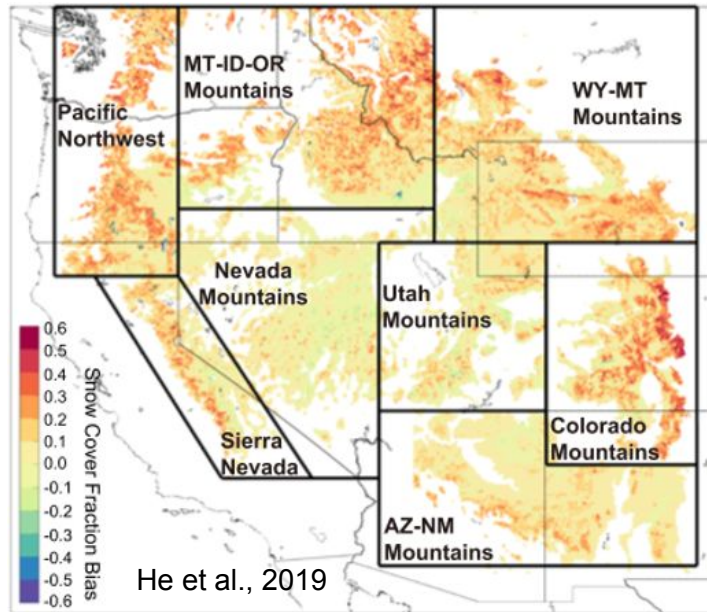 MT-ID-OR
Mountains
WY-MT
Mountains
Pacific
Northwest
Nevada
Mountains
Utah
Mountains
Sierra
Nevada
Colorado
Mountains
AZ-NM
Mountains
0.6
0.5
0.4
0.3
0.2
0.1
0.0
-0.1
-0.2
-0.3
-0.4
-0.5
-0.6
Snow Cover Fraction Bias
He et al., 2019